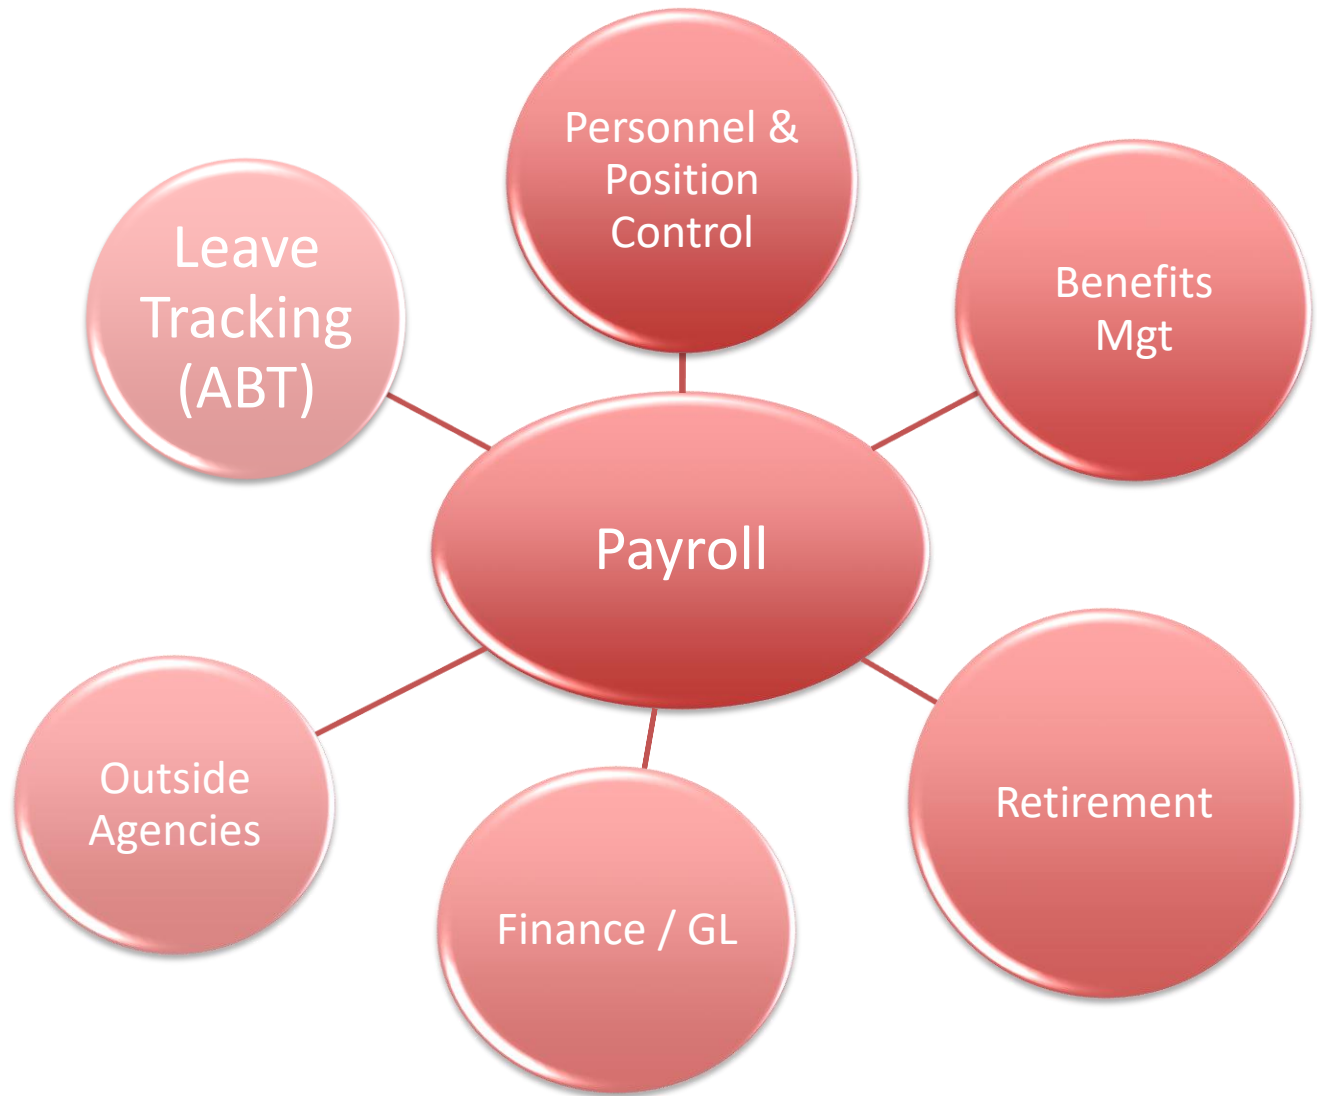 Personnel &
Position
Control
Leave
Tracking
(ABT)
Benefits
Mgt
Payroll
Outside
Agencies
Retirement
Finance / GL